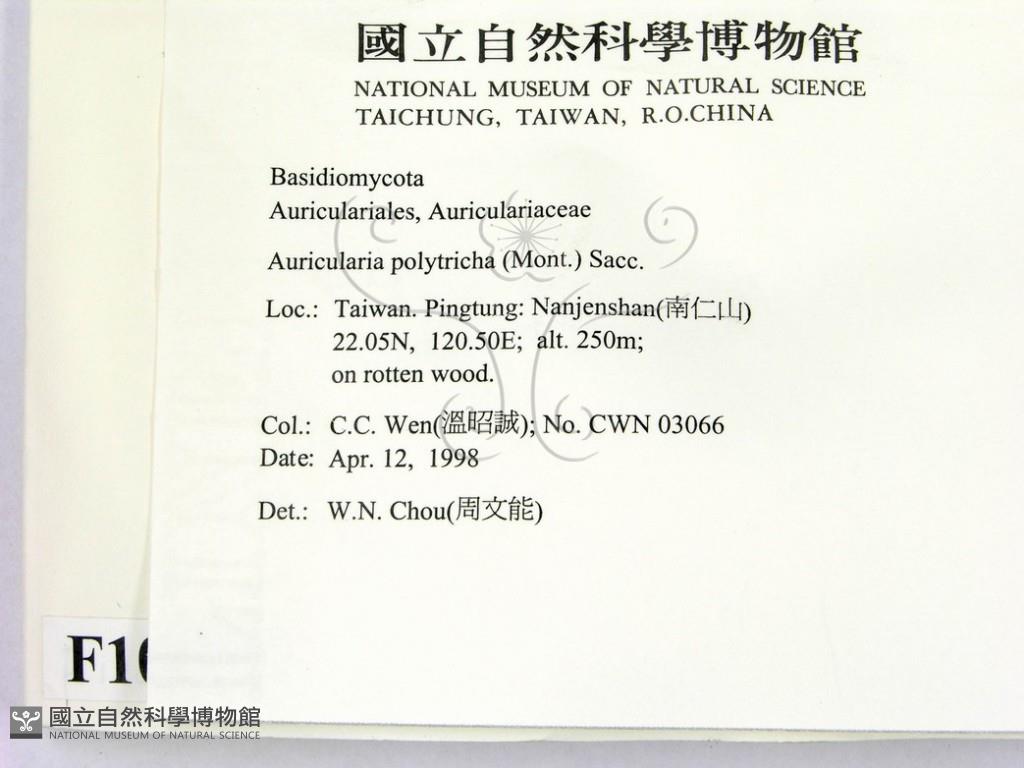 國立自然科學博物館
NATIONAL MUSEUM OF NATURAL SCIENCE
TAICHUNG, TAIWAN, R.O.CHINA
Basidiomycota
Auriculariales, Auriculariaceae
Auricularia polytricha (Mont.) Sacc.
Loc.: Taiwan. Pingtung: Nanjenshan(南仁山)
22.05N, 120.50E; alt. 250m;
on rotten wood.
Col.: C.C. Wen(溫昭誠); No. CWN 03066
Date: Apr. 12, 1998
Det.: W.N. Chou(周文能)
國立自然科學博物館
NATIONAL MUSEUM OF NATURAL SCIENCE